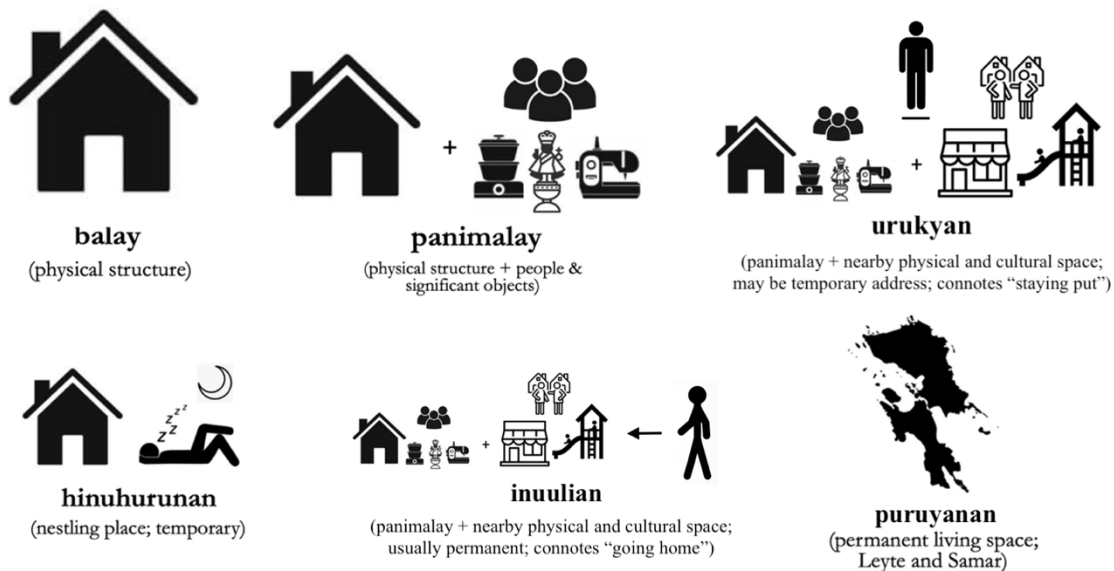 balay
(physical structure)
+
panimalay
(physical structure + people &
significant objects)
+
urukyan
(panimalay + nearby physical and cultural space;
may be temporary address; connotes “staying put”)
z z z z z
hinuhurunan
(nestling place; temporary)
+
inuulian
(panimalay + nearby physical and cultural space;
usually permanent; connotes “going home”)
puruyanan
(permanent living space;
Leyte and Samar)